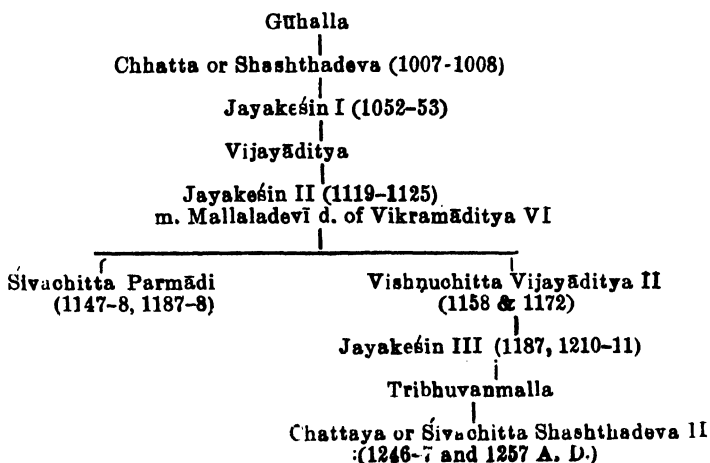 Gūhalla
Chhatta or Shashthadeva (1007-1008)
Jayakeśin I (1052-53)
Vijayāditya
Jayakeśin II (1119-1125)
m. Mallaladevī d. of Vikramāditya VI
Śivachitta Parmādi
(1147-8, 1187-8)
Vishṇuchitta Vijayāditya II
(1158 & 1172)
Jayakeśin III (1187, 1210-11)
Tribhuvanmalla
Chattaya or Śivachitta Shashthadeva II
:(1246-7 and 1257 A. D.)